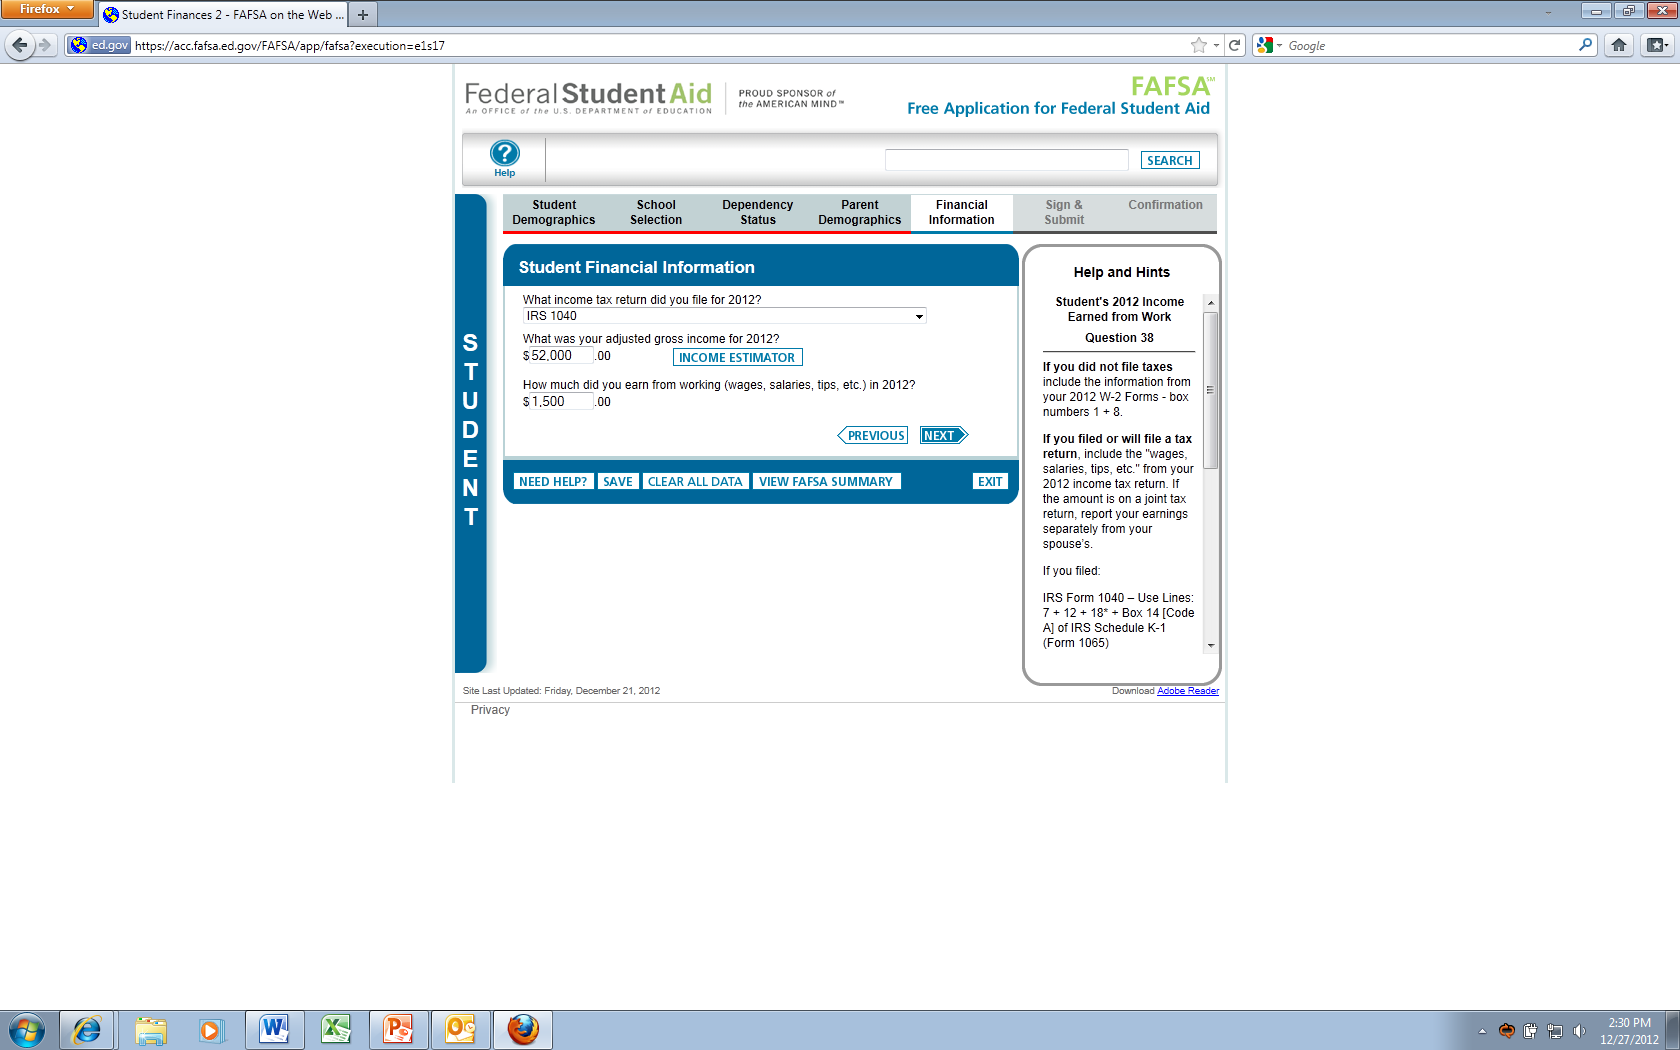 Firefox
Student Finances 2 - FAFSA on the Web ...
ed.gov https://acc.fafsa.ed.gov/FAFSA/app/fafsa?execution=e1s17
Google
Federal Student Aid
An OFFICE of the U.S. DEPARTMENT of EDUCATION
PROUD SPONSOR of
the AMERICAN MIND™
FAFSA℠
Free Application for Federal Student Aid
Help
SEARCH
Student Demographics
School Selection
Dependency Status
Parent Demographics
Financial Information
Sign & Submit
Confirmation
STUDENT
Student Financial Information
What income tax return did you file for 2012?
IRS 1040
What was your adjusted gross income for 2012?
$52,000 .00
INCOME ESTIMATOR
How much did you earn from working (wages, salaries, tips, etc.) in 2012?
$1,500 .00
PREVIOUS
NEXT
NEED HELP?
SAVE
CLEAR ALL DATA
VIEW FAFSA SUMMARY
EXIT
Help and Hints
Student's 2012 Income
Earned from Work
Question 38
If you did not file taxes
include the information from
your 2012 W-2 Forms - box
numbers 1 + 8.
If you filed or will file a tax
return, include the "wages,
salaries, tips, etc." from your
2012 income tax return. If
the amount is on a joint tax
return, report your earnings
separately from your
spouse's.
If you filed:
IRS Form 1040 – Use Lines:
7 + 12 + 18* + Box 14 [Code
A] of IRS Schedule K-1
(Form 1065)
Site Last Updated: Friday, December 21, 2012
Download Adobe Reader
Privacy
2:30 PM
12/27/2012